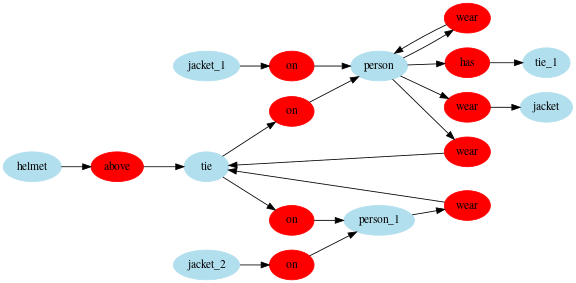 wear
jacket_1
on
person
has
tie_1
on
wear
jacket
helmet
above
tie
wear
on
person_1
wear
jacket_2
on